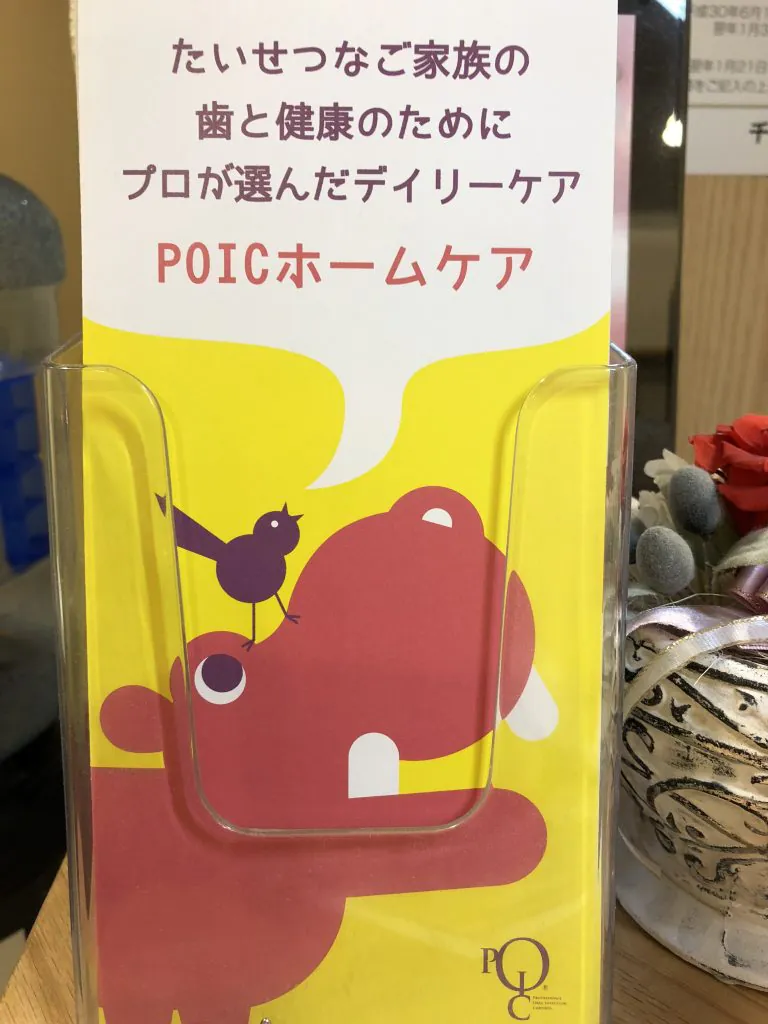 たいせつなご家族の
歯と健康のために
プロが選んだデイリーケア
POICホームケア
POIC